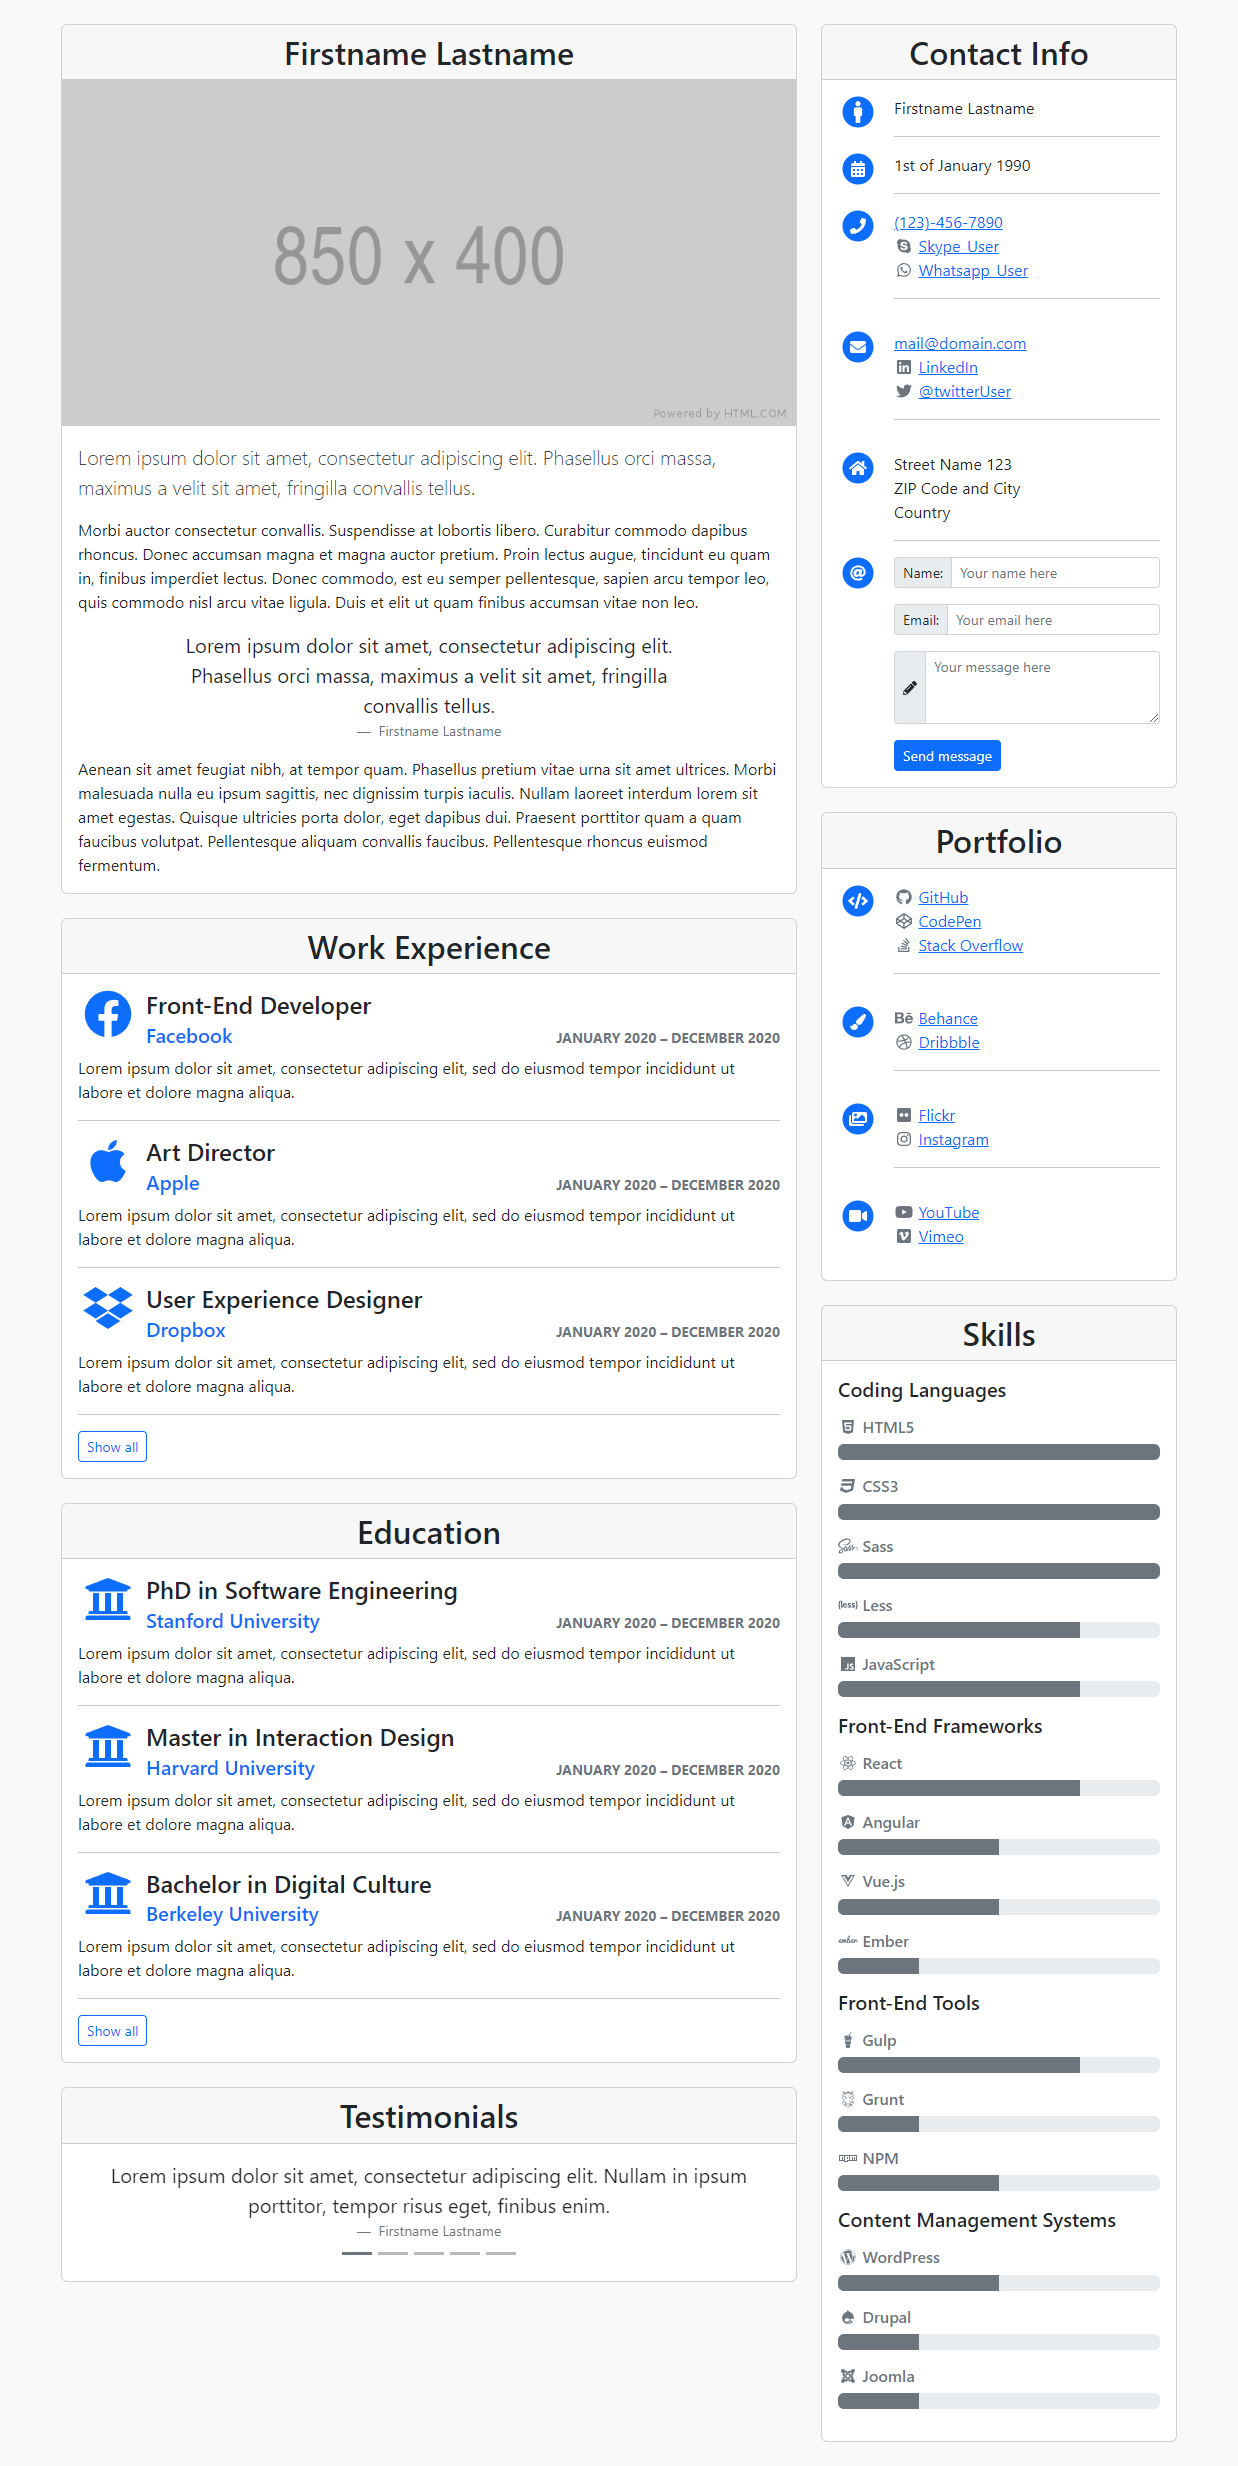 Firstname Lastname
850 x 400
Powered by HTML.COM
Lorem ipsum dolor sit amet, consectetur adipiscing elit. Phasellus orci massa,
maximus a velit sit amet, fringilla convallis tellus.
Morbi auctor consectetur convallis. Suspendisse at lobortis libero. Curabitur commodo dapibus
rhoncus. Donec accumsan magna et magna auctor pretium. Proin lectus augue, tincidunt eu quam
in, finibus imperdiet lectus. Donec commodo, est eu semper pellentesque, sapien arcu tempor leo,
quis commodo nisl arcu vitae ligula. Duis et elit ut quam finibus accumsan vitae non leo.
Lorem ipsum dolor sit amet, consectetur adipiscing elit.
Phasellus orci massa, maximus a velit sit amet, fringilla
convallis tellus.
— Firstname Lastname
Aenean sit amet feugiat nibh, at tempor quam. Phasellus pretium vitae urna sit amet ultrices. Morbi
malesuada nulla eu ipsum sagittis, nec dignissim turpis iaculis. Nullam laoreet interdum lorem sit
amet egestas. Quisque ultricies porta dolor, eget dapibus dui. Praesent porttitor quam a quam
faucibus volutpat. Pellentesque aliquam convallis faucibus. Pellentesque rhoncus euismod
fermentum.
Work Experience
Front-End Developer
Facebook JANUARY 2020 – DECEMBER 2020
Lorem ipsum dolor sit amet, consectetur adipiscing elit, sed do eiusmod tempor incididunt ut
labore et dolore magna aliqua.
Art Director
Apple JANUARY 2020 – DECEMBER 2020
Lorem ipsum dolor sit amet, consectetur adipiscing elit, sed do eiusmod tempor incididunt ut
labore et dolore magna aliqua.
User Experience Designer
Dropbox JANUARY 2020 – DECEMBER 2020
Lorem ipsum dolor sit amet, consectetur adipiscing elit, sed do eiusmod tempor incididunt ut
labore et dolore magna aliqua.
Show all
Education
PhD in Software Engineering
Stanford University JANUARY 2020 – DECEMBER 2020
Lorem ipsum dolor sit amet, consectetur adipiscing elit, sed do eiusmod tempor incididunt ut
labore et dolore magna aliqua.
Master in Interaction Design
Harvard University JANUARY 2020 – DECEMBER 2020
Lorem ipsum dolor sit amet, consectetur adipiscing elit, sed do eiusmod tempor incididunt ut
labore et dolore magna aliqua.
Bachelor in Digital Culture
Berkeley University JANUARY 2020 – DECEMBER 2020
Lorem ipsum dolor sit amet, consectetur adipiscing elit, sed do eiusmod tempor incididunt ut
labore et dolore magna aliqua.
Show all
Testimonials
Lorem ipsum dolor sit amet, consectetur adipiscing elit. Nullam in ipsum
porttitor, tempor risus eget, finibus enim.
— Firstname Lastname
Contact Info
Firstname Lastname
1st of January 1990
(123)-456-7890
Skype_User
Whatsapp_User
mail@domain.com
LinkedIn
@twitterUser
Street Name 123
ZIP Code and City
Country
Name: Your name here
Email: Your email here
Your message here
Send message
Portfolio
GitHub
CodePen
Stack Overflow
Behance
Dribbble
Flickr
Instagram
YouTube
Vimeo
Skills
Coding Languages
HTML5
CSS3
Sass
Less
JavaScript
Front-End Frameworks
React
Angular
Vue.js
Ember
Front-End Tools
Gulp
Grunt
NPM
Content Management Systems
WordPress
Drupal
Joomla